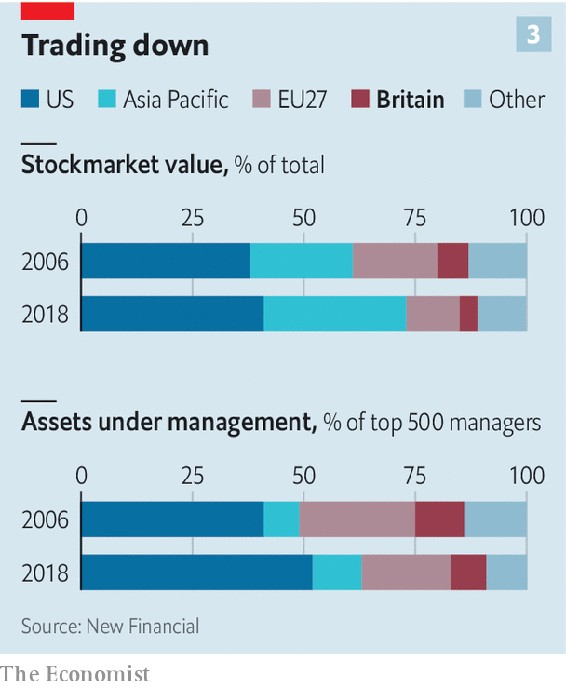 Trading down
3
US Asia Pacific EU27 Britain Other
Stockmarket value, % of total
0 25 50 75 100
2006
2018
Assets under management, % of top 500 managers
0 25 50 75 100
2006
2018
Source: New Financial
The Economist